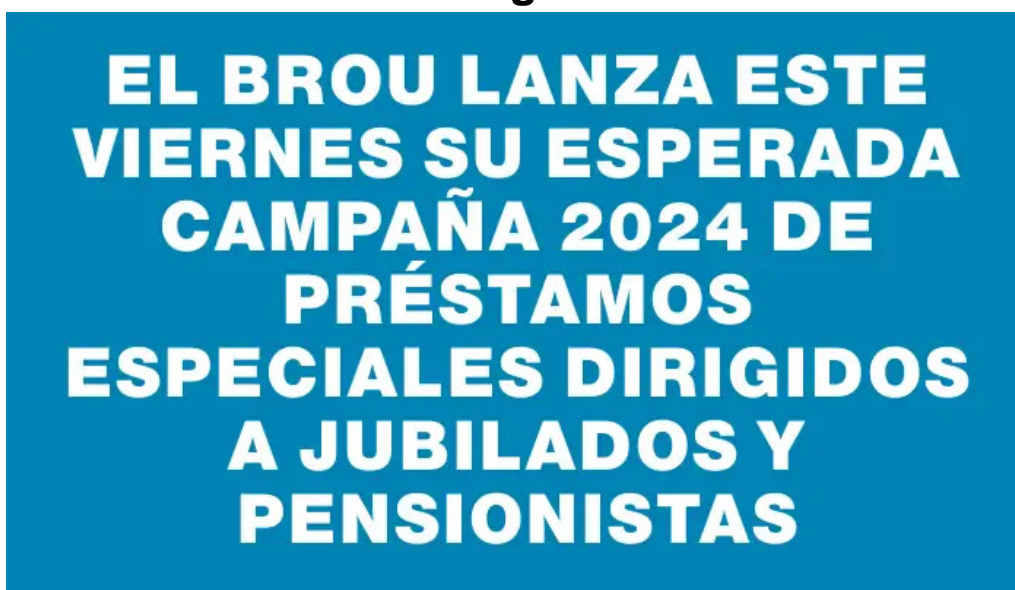 EL BROU LANZA ESTE
VIERNES SU ESPERADA
CAMPAÑA 2024 DE
PRÉSTAMOS
ESPECIALES DIRIGIDOS
A JUBILADOS Y
PENSIONISTAS